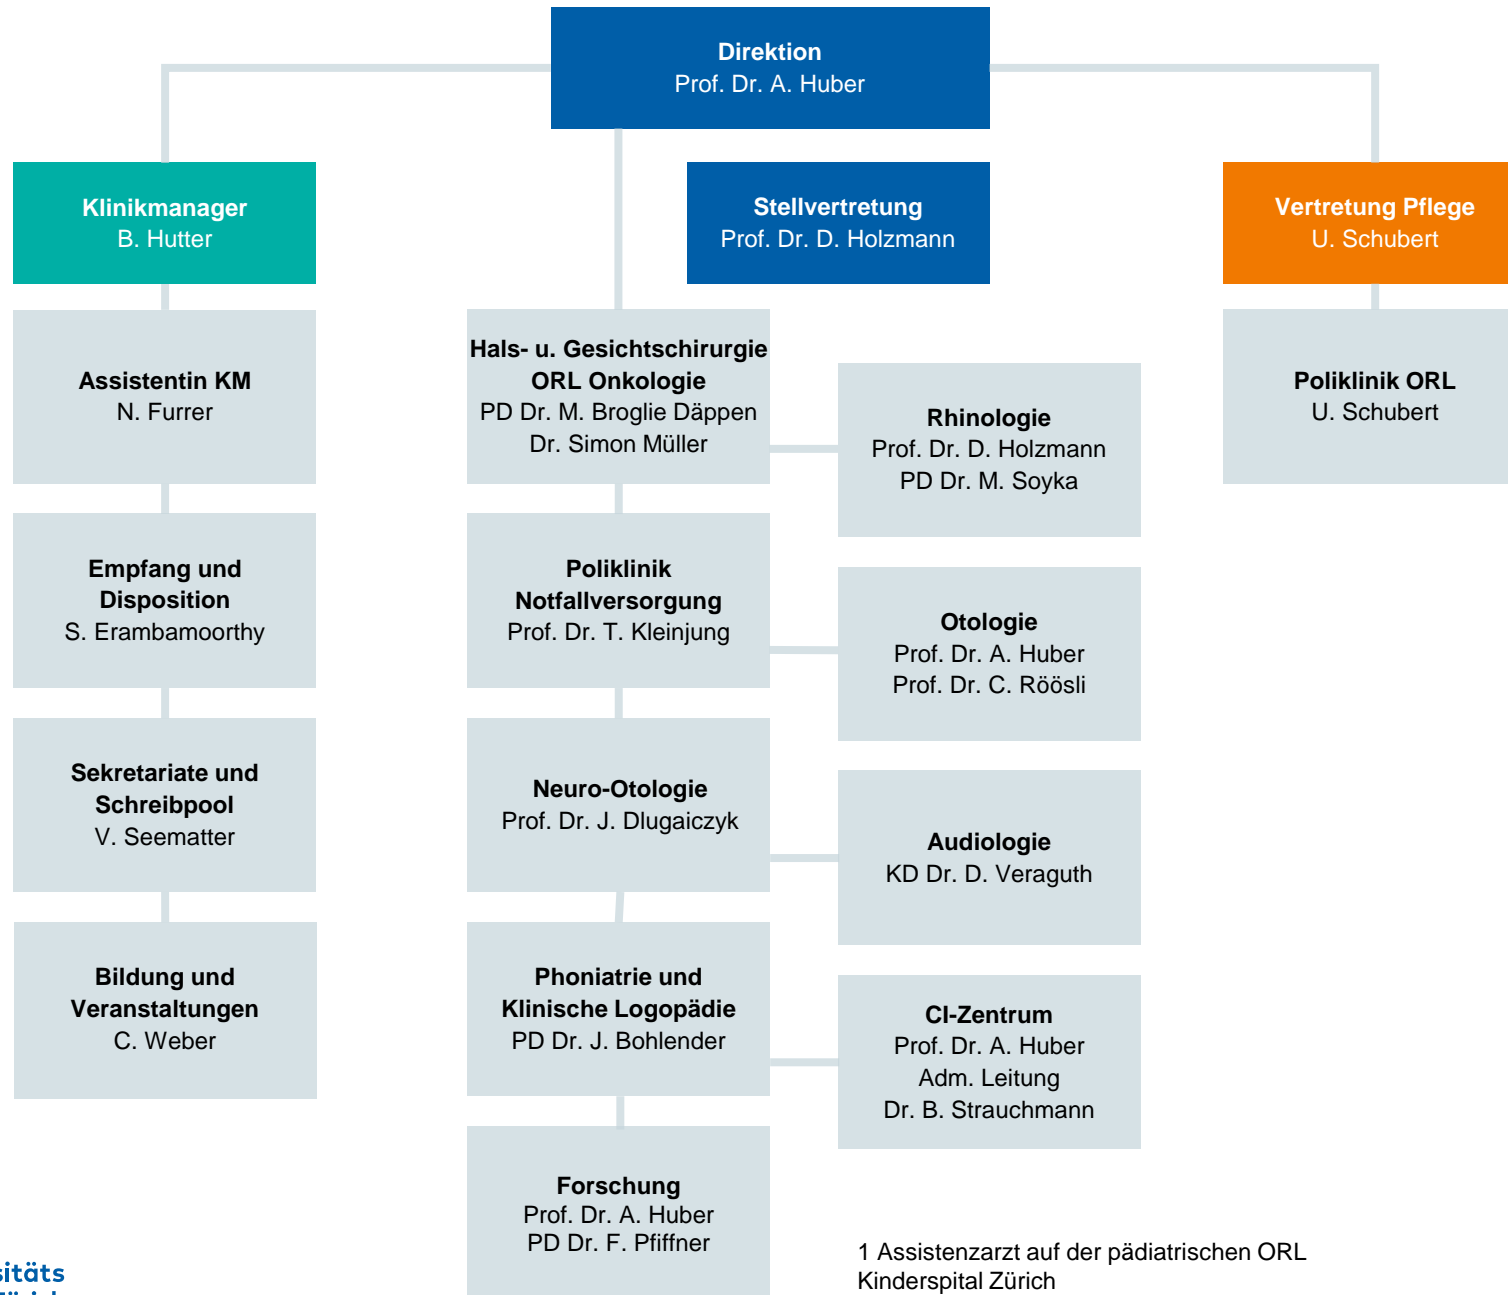 Direktion
Prof. Dr. A. Huber
Klinikmanager
B. Hutter
Stellvertretung
Prof. Dr. D. Holzmann
Vertretung Pflege
U. Schubert
Assistentin KM
N. Furrer
Empfang und
Disposition
S. Erambamoorthy
Sekretariate und
Schreibpool
V. Seematter
Bildung und
Veranstaltungen
C. Weber
Hals- u. Gesichtschirurgie
ORL Onkologie
PD Dr. M. Broglie Däppen
Dr. Simon Müller
Poliklinik
Notfallversorgung
Prof. Dr. T. Kleinjung
Neuro-Otologie
Prof. Dr. J. Dlugaiczyk
Phoniatrie und
Klinische Logopädie
PD Dr. J. Bohlender
Forschung
Prof. Dr. A. Huber
PD Dr. F. Pfiffner
Rhinologie
Prof. Dr. D. Holzmann
PD Dr. M. Soyka
Otologie
Prof. Dr. A. Huber
Prof. Dr. C. Röösli
Audiologie
KD Dr. D. Veraguth
CI-Zentrum
Prof. Dr. A. Huber
Adm. Leitung
Dr. B. Strauchmann
Poliklinik ORL
U. Schubert
1 Assistenzarzt auf der pädiatrischen ORL
Kinderspital Zürich
sitäts